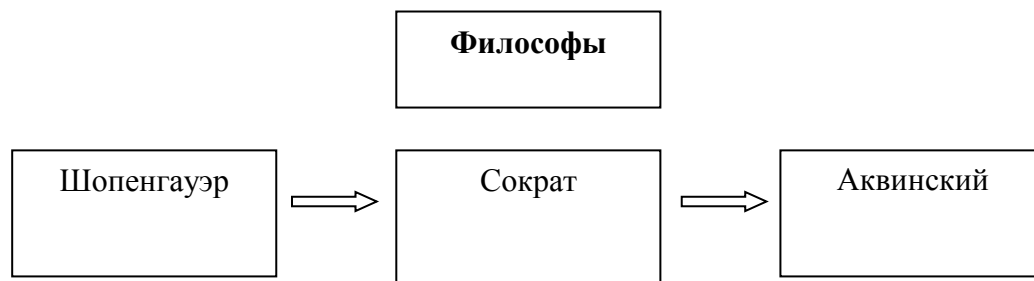 Философы
Шопенгауэр
Сократ
Аквинский